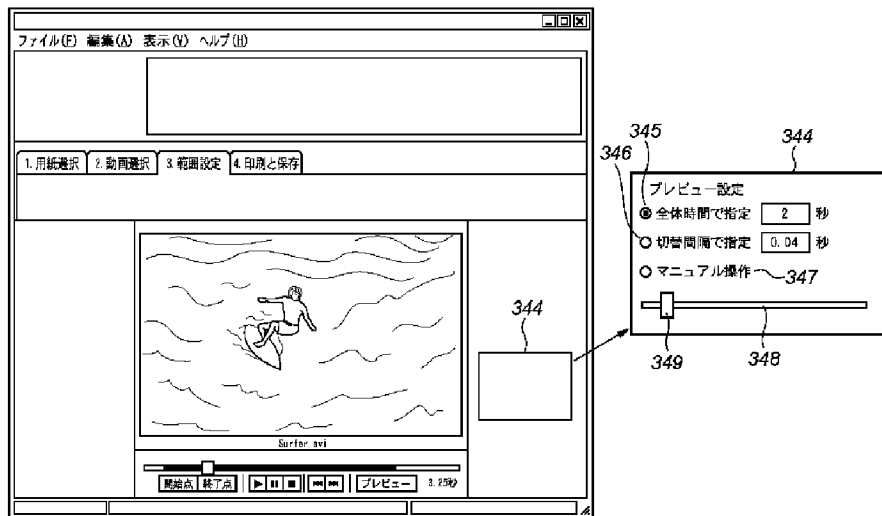 ファイル(F) 編集(A) 表示(V) ヘルプ(H)
1.用紙選択 2.動画選択 3.範囲設定 4.印刷と保存
Surfer.avi
開始点 終了点 プレビュー 3.25秒
344
345
346
344
プレビュー設定
全体時間で指定 2 秒
切替間隔で指定 0.04 秒
マニュアル操作 347
349
348